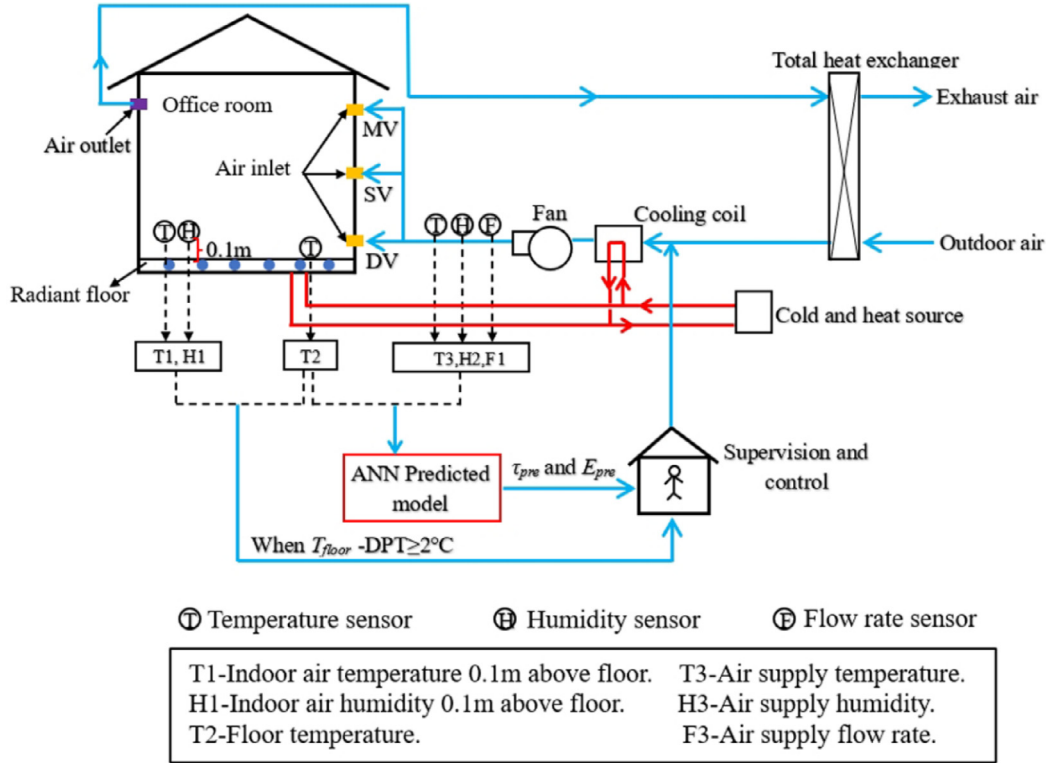 Total heat exchanger
Office room
Exhaust air
Air outlet
MV
Air inlet
SV
T H F
Fan
Cooling coil
T H
T
0.1m
DV
Outdoor air
Radiant floor
Cold and heat source
T1, H1
T2
T3,H2,F1
ANN Predicted
model
τpre and Epre
Supervision and
control
When Tfloor -DPT≥2°C
T Temperature sensor
H Humidity sensor
F Flow rate sensor
T1-Indoor air temperature 0.1m above floor.
T3-Air supply temperature.
H1-Indoor air humidity 0.1m above floor.
H3-Air supply humidity.
T2-Floor temperature.
F3-Air supply flow rate.